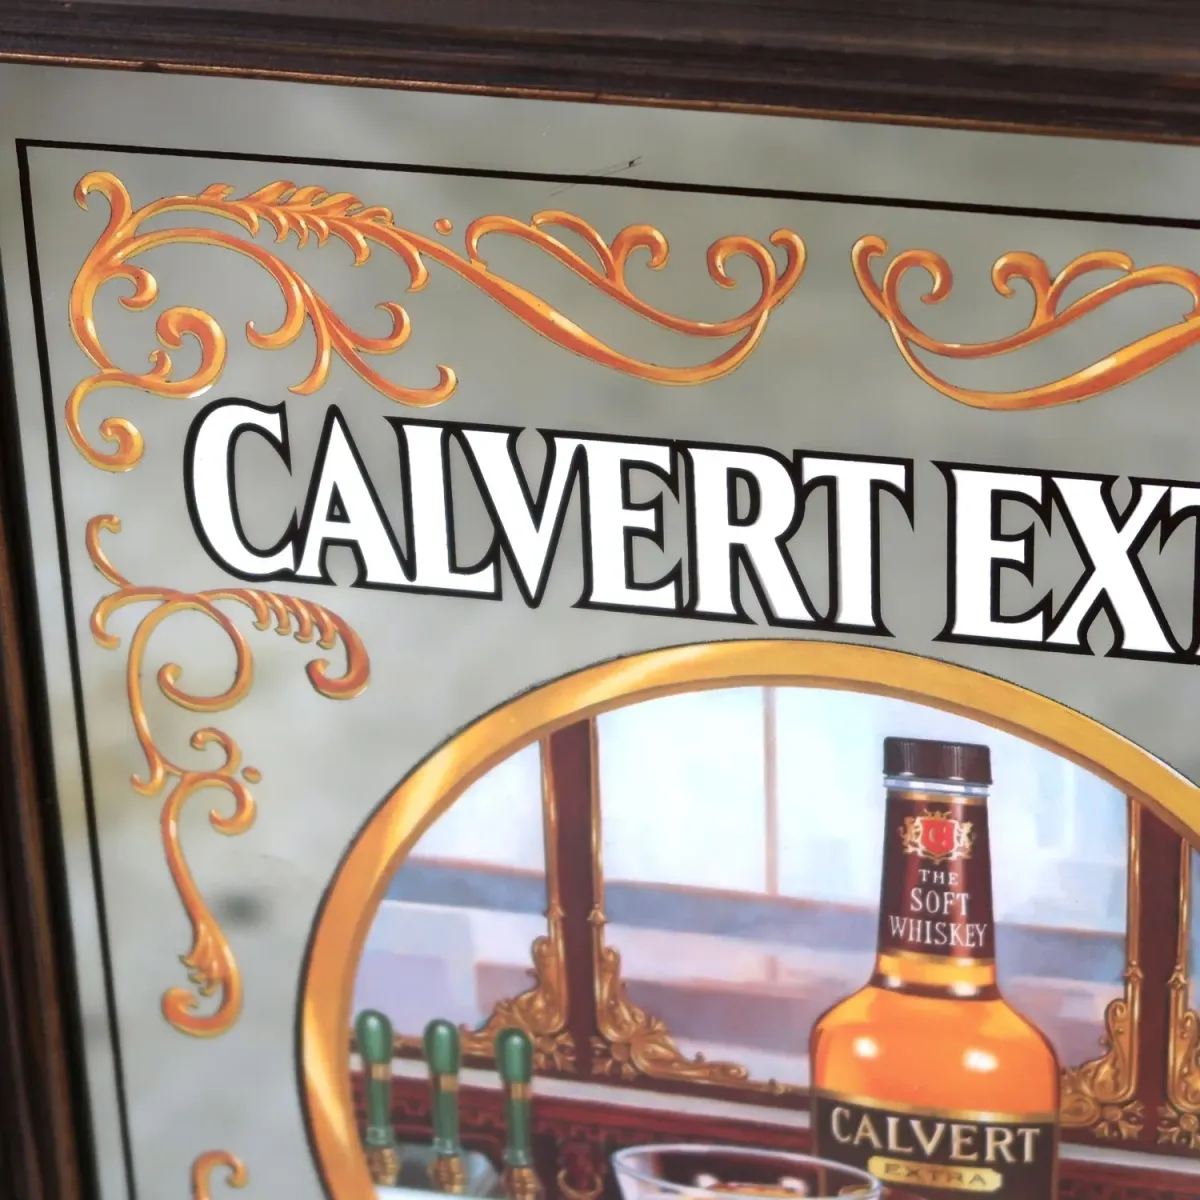 CALVERT EXT
THE
SOFT
WHISKEY
CALVERT
EXTRA